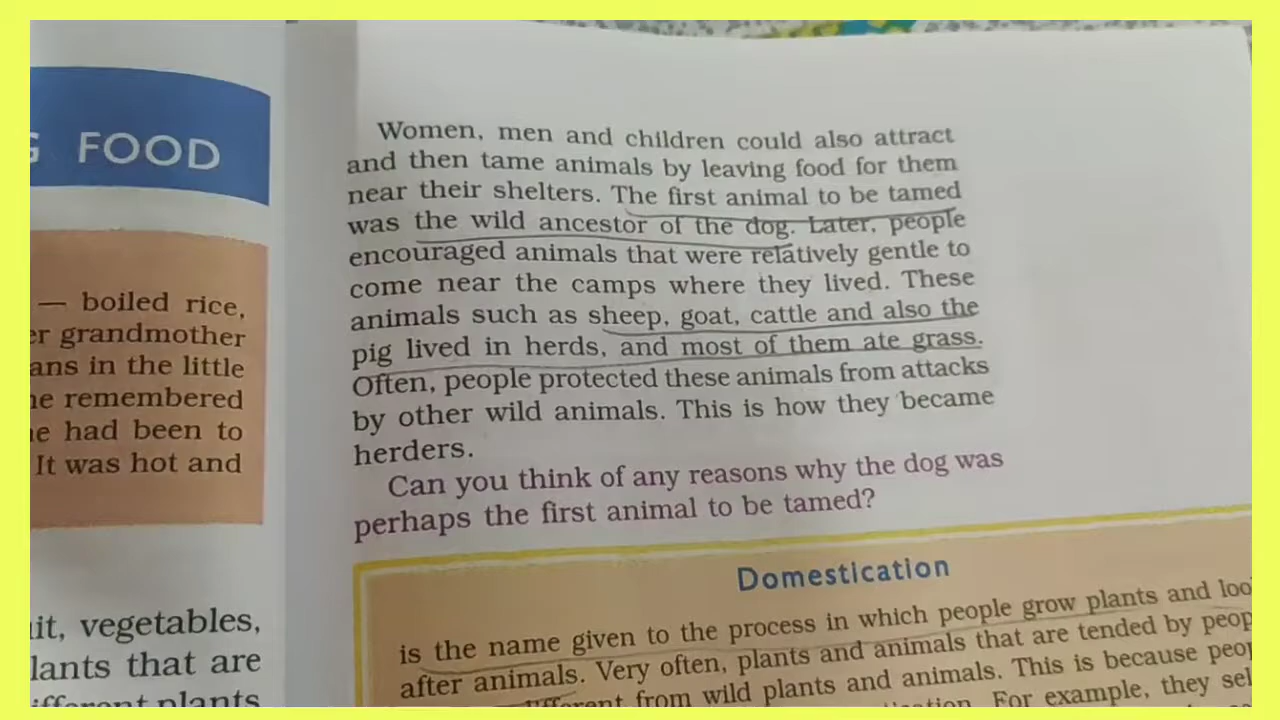 FOOD
— boiled rice,
er grandmother
ans in the little
he remembered
he had been to
It was hot and
uit, vegetables,
lants that are
different plants
Women, men and children could also attract
and then tame animals by leaving food for them
near their shelters. The first animal to be tamed
was the wild ancestor of the dog. Later, people
encouraged animals that were relatively gentle to
come near the camps where they lived. These
animals such as sheep, goat, cattle and also the
pig lived in herds, and most of them ate grass.
Often, people protected these animals from attacks
by other wild animals. This is how they became
herders.
Can you think of any reasons why the dog was
perhaps the first animal to be tamed?
Domestication
is the name given to the process in which people grow plants and loo
after animals. Very often, plants and animals that are tended by peop
from wild plants and animals. This is because peop
For example, they sel